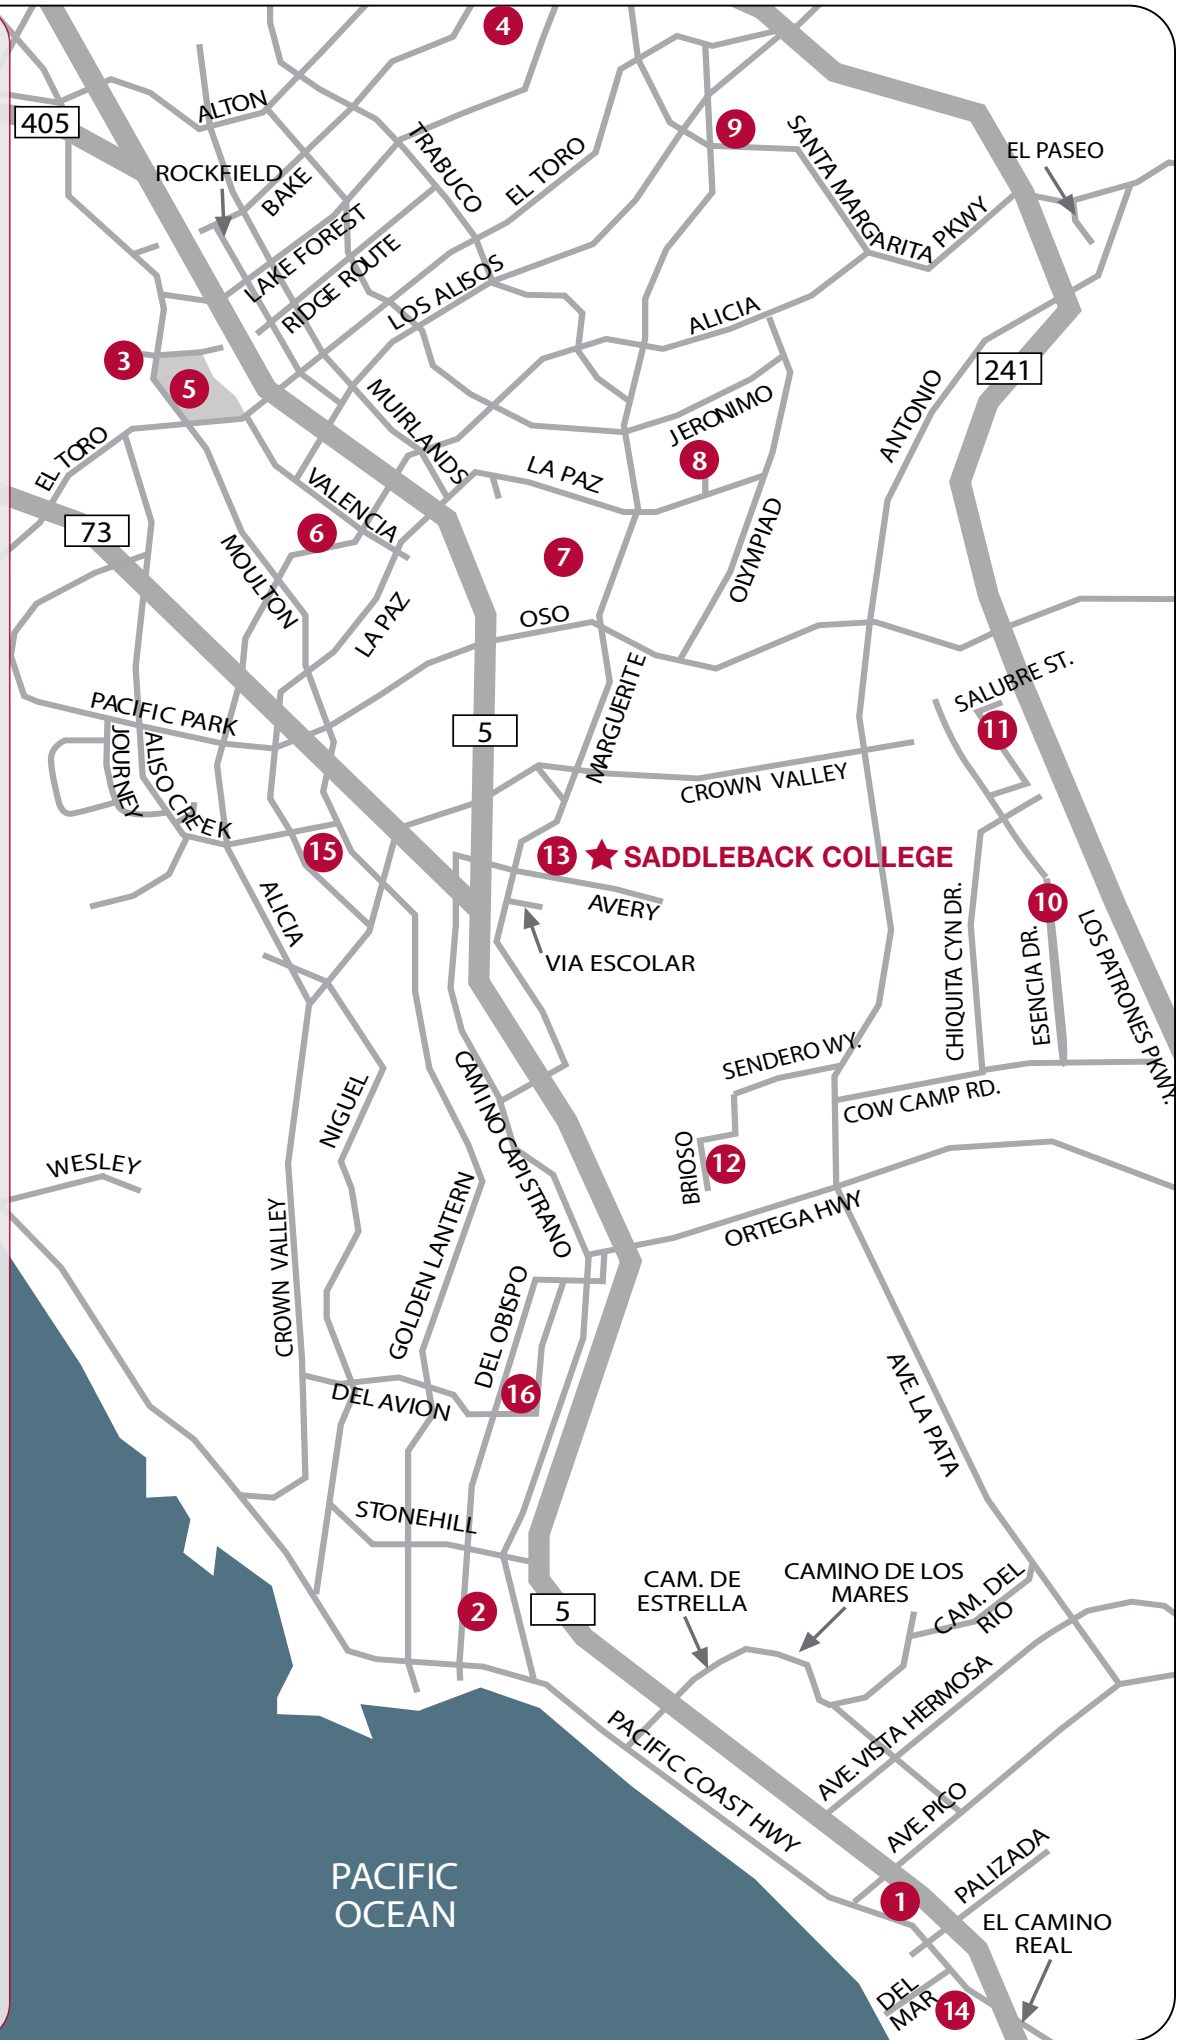 4
405
ALTON
TRABUCO
9
SANTA MARGARITA PKWY
EL PASEO
ROCKFIELD
BAKE
EL TORO
LAKE FOREST
RIDGE ROUTE
LOS ALISOS
ALICIA
3
5
241
MUIRLANDS
JERONIMO
ANTONIO
8
EL TORO
VALENCIA
LA PAZ
73
6
7
OLYMPIAD
MOULTON
LA PAZ
OSO
MARGUERITE
SALUBRE ST.
11
PACIFIC PARK
5
JOURNEY
ALISO CREEK
CROWN VALLEY
15
13
SADDLEBACK COLLEGE
10
ALICIA
AVERY
VIA ESCOLAR
CHIQUITA CYN DR.
ESENCIA DR.
LOS PATRONES PKWY.
NIGUEL
CAMINO CAPISTRANO
SENDERO WY.
COW CAMP RD.
WESLEY
BRIOSO
12
ORTEGA HWY
CROWN VALLEY
GOLDEN LANTERN
DEL OBISPO
16
DEL AVION
AVE. LA PATA
STONEHILL
2
5
CAM. DE
ESTRELLA
CAMINO DE LOS
MARES
CAM. DEL
RIO
AVE. VISTA HERMOSA
PACIFIC COAST HWY
AVE. PICO
PALIZADA
PACIFIC
OCEAN
1
EL CAMINO
REAL
DEL
MAR
14